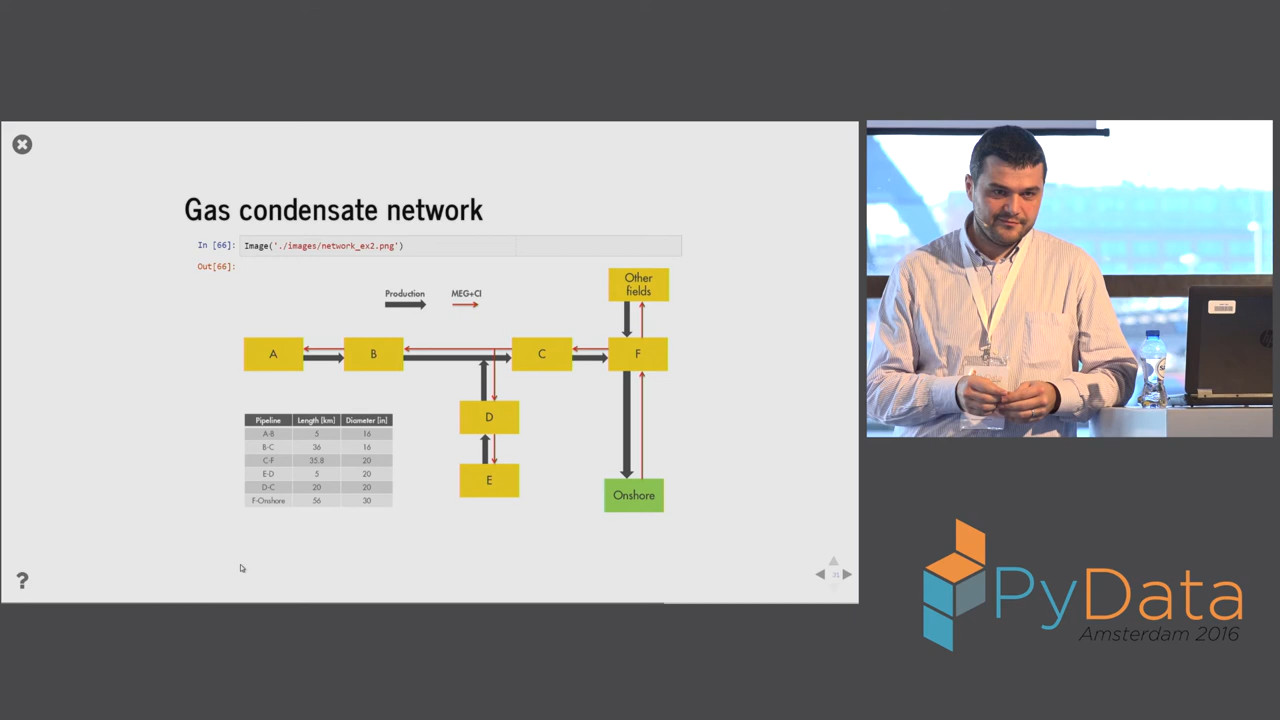 Gas condensate network
In [66]: Image('./images/network_ex2.png')
Out[66]:
Production MEG+CI
Other
fields
A B C F
D
E
Onshore
Pipeline Length [km] Diameter [in]
A-B 5 16
B-C 36 16
C-F 35.8 20
E-D 5 20
D-C 20 20
F-Onshore 56 30
?
31
PyData
Amsterdam 2016